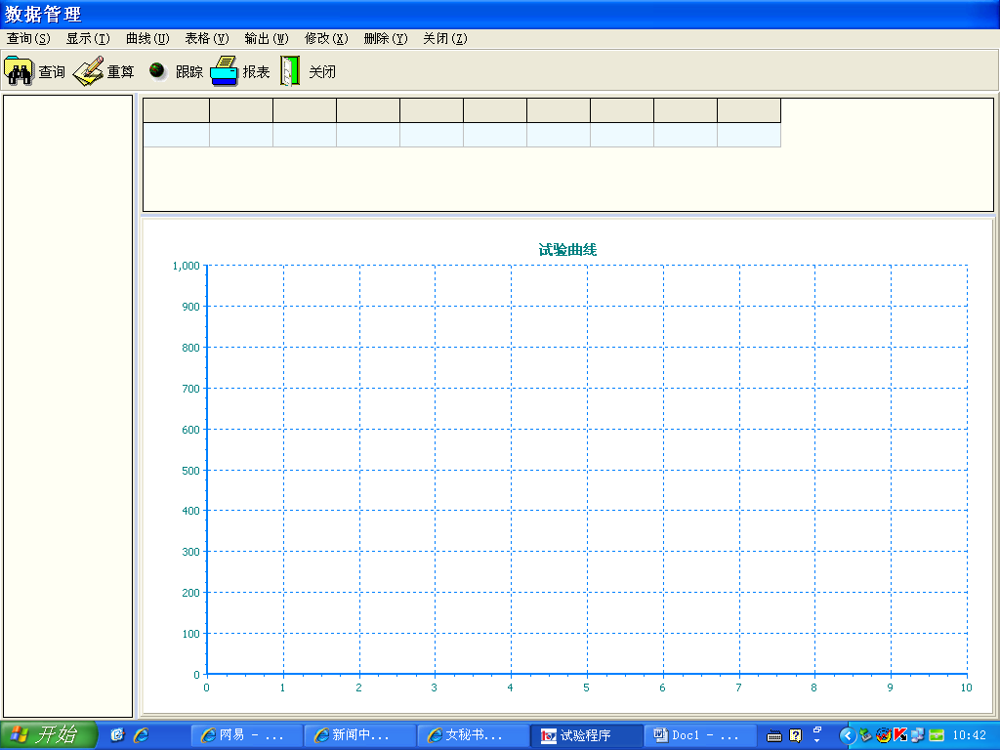 数据管理
查询(S) 显示(T) 曲线(U) 表格(V) 输出(W) 修改(X) 删除(Y) 关闭(Z)
查询 重算 跟踪 报表 关闭
试验曲线
1,000
900
800
700
600
500
400
300
200
100
0
0 1 2 3 4 5 6 7 8 9 10
开始 网易 - ... 新闻中... 女秘书... 试验程序 Doc1 - ... 10:42